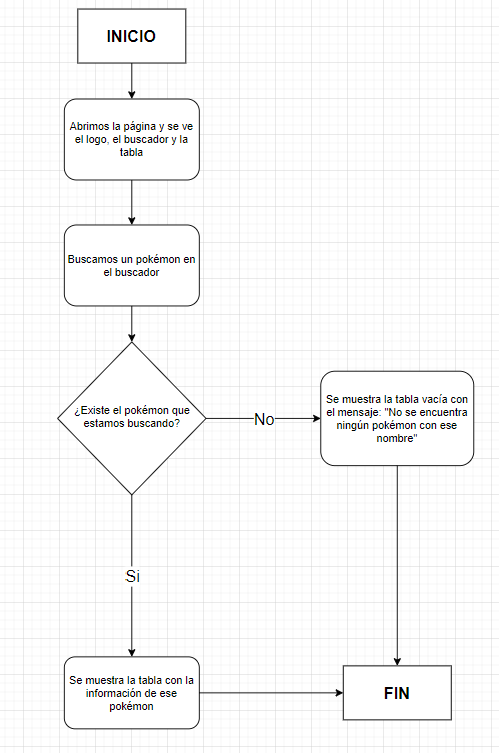 INICIO
Abrimos la página y se ve
el logo, el buscador y la
tabla
Buscamos un pokémon en
el buscador
¿Existe el pokémon que
estamos buscando?
No
Se muestra la tabla vacía con
el mensaje: "No se encuentra
ningún pokémon con ese
nombre"
Si
Se muestra la tabla con la
información de ese
pokémon
FIN